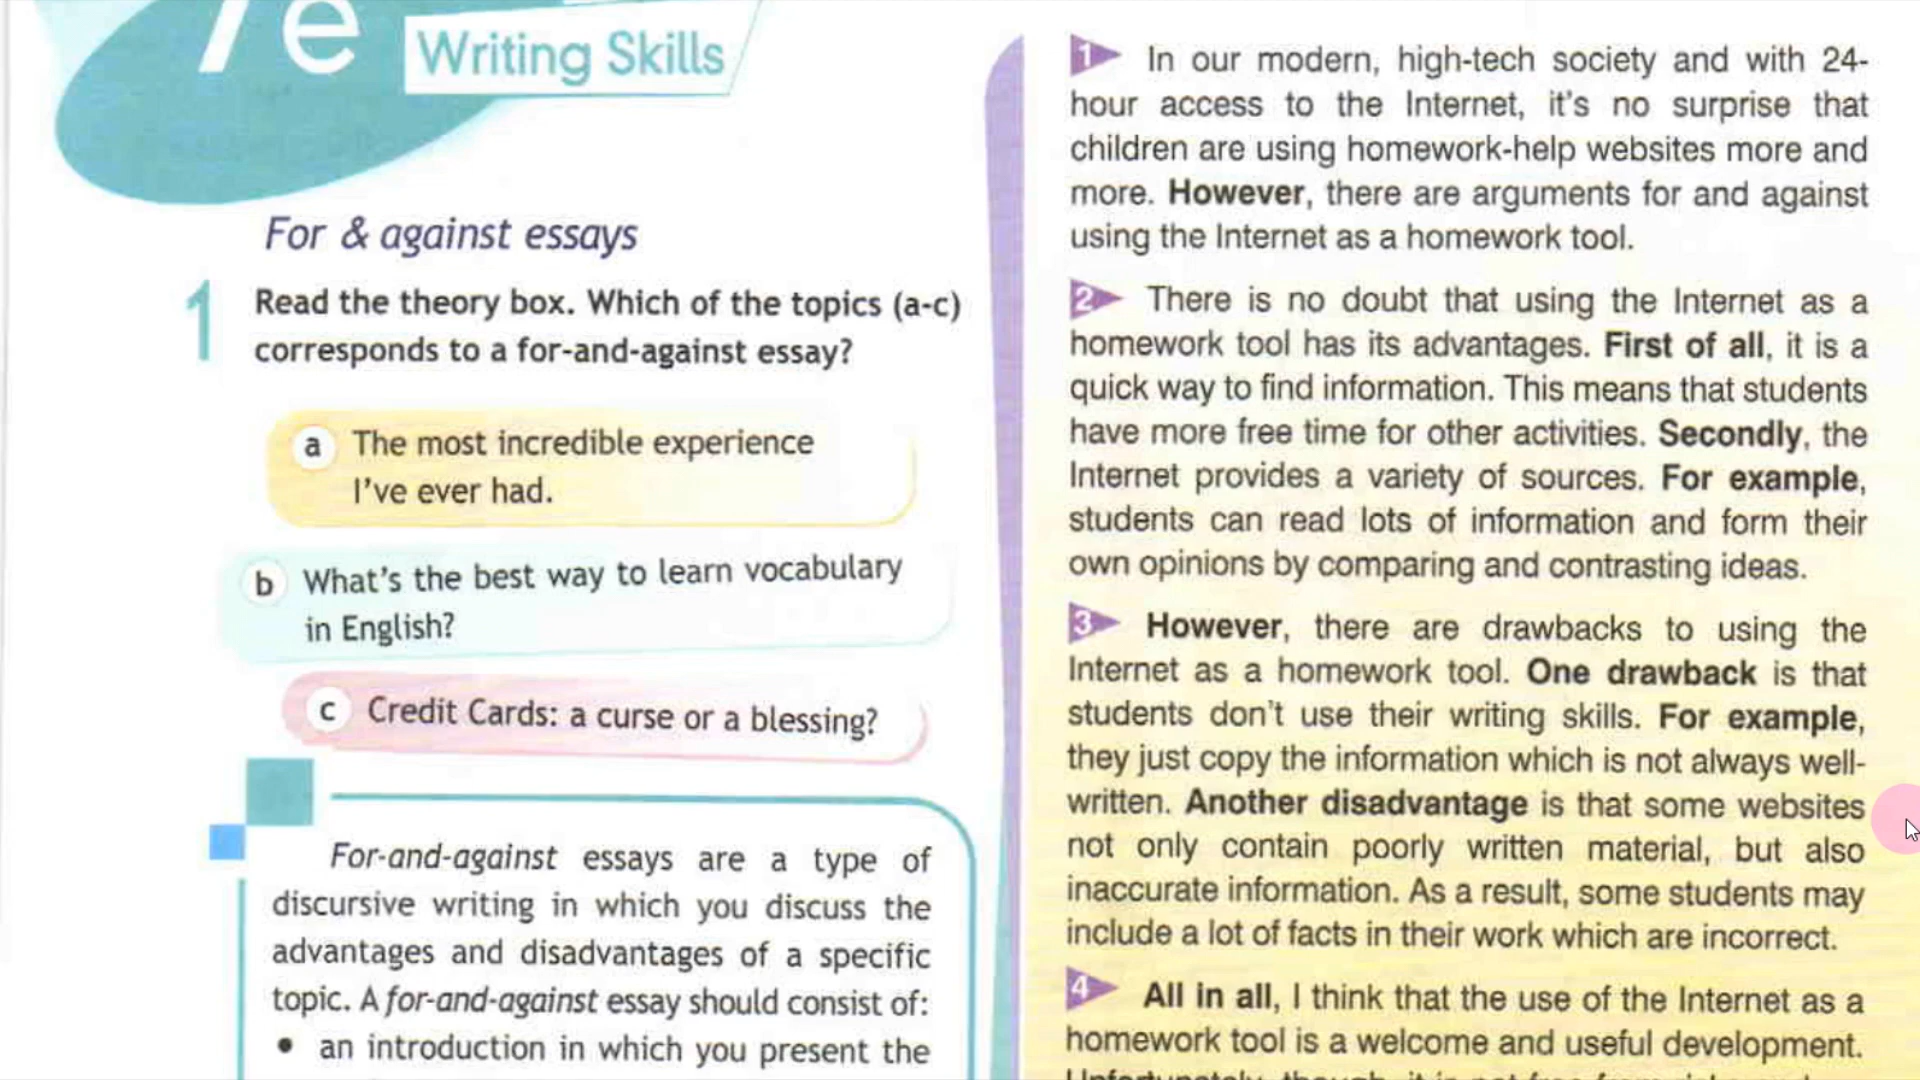 7e
Writing Skills
For & against essays
1 Read the theory box. Which of the topics (a-c)
corresponds to a for-and-against essay?
a The most incredible experience
I've ever had.
b What's the best way to learn vocabulary
in English?
c Credit Cards: a curse or a blessing?
For-and-against essays are a type of
discursive writing in which you discuss the
advantages and disadvantages of a specific
topic. A for-and-against essay should consist of:
• an introduction in which you present the
1 In our modern, high-tech society and with 24-
hour access to the Internet, it's no surprise that
children are using homework-help websites more and
more. However, there are arguments for and against
using the Internet as a homework tool.
2 There is no doubt that using the Internet as a
homework tool has its advantages. First of all, it is a
quick way to find information. This means that students
have more free time for other activities. Secondly, the
Internet provides a variety of sources. For example,
students can read lots of information and form their
own opinions by comparing and contrasting ideas.
3 However, there are drawbacks to using the
Internet as a homework tool. One drawback is that
students don't use their writing skills. For example,
they just copy the information which is not always well-
written. Another disadvantage is that some websites
not only contain poorly written material, but also
inaccurate information. As a result, some students may
include a lot of facts in their work which are incorrect.
4 All in all, I think that the use of the Internet as a
homework tool is a welcome and useful development.